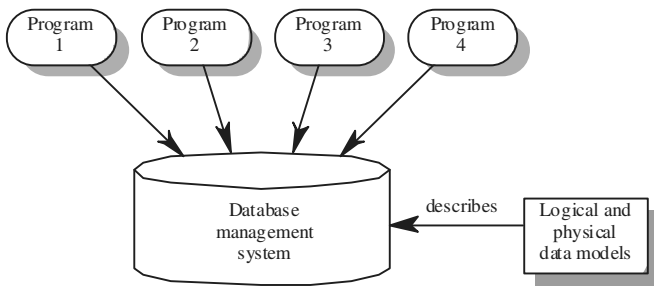 Program
1
Program
2
Program
3
Program
4
Database
management
system
describes
Logical and
physical
data models